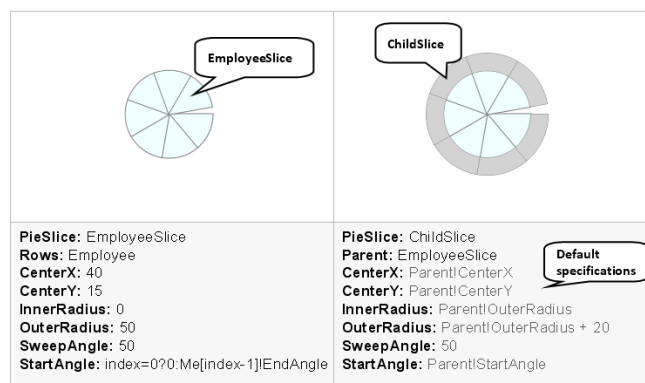 EmployeeSlice
ChildSlice
PieSlice: EmployeeSlice
Rows: Employee
CenterX: 40
CenterY: 15
InnerRadius: 0
OuterRadius: 50
SweepAngle: 50
StartAngle: index=0?0:Me[index-1]!EndAngle
PieSlice: ChildSlice
Parent: EmployeeSlice
CenterX: Parent!CenterX
CenterY: Parent!CenterY
InnerRadius: Parent!OuterRadius
OuterRadius: Parent!OuterRadius + 20
SweepAngle: 50
StartAngle: Parent!StartAngle
Default
specifications